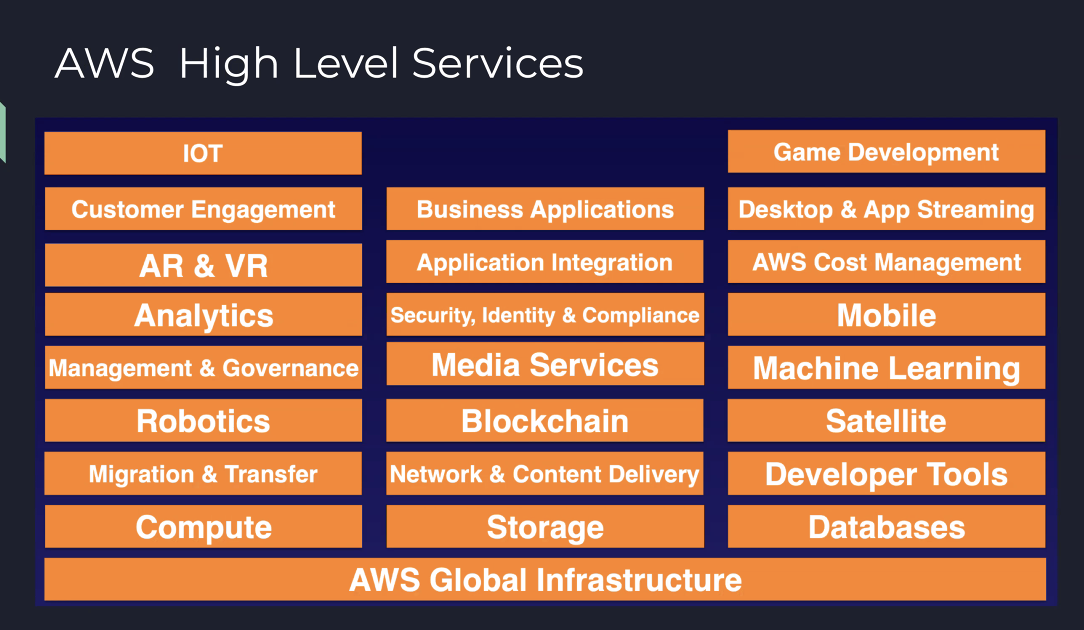 AWS High Level Services
IOT
Game Development
Customer Engagement
Business Applications
Desktop & App Streaming
AR & VR
Application Integration
AWS Cost Management
Analytics
Security, Identity & Compliance
Mobile
Management & Governance
Media Services
Machine Learning
Robotics
Blockchain
Satellite
Migration & Transfer
Network & Content Delivery
Developer Tools
Compute
Storage
Databases
AWS Global Infrastructure